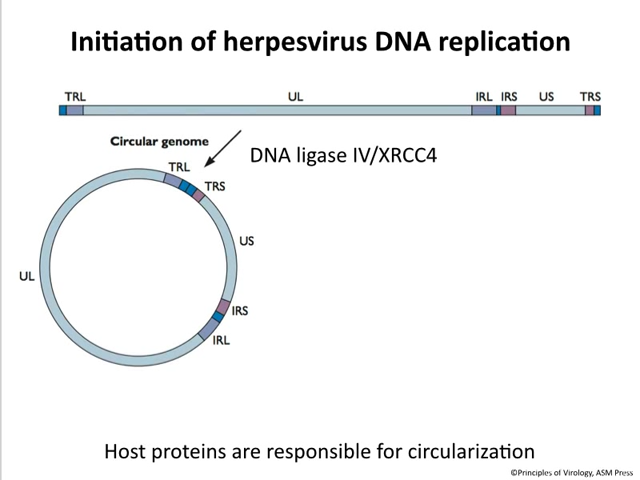 Initiation of herpesvirus DNA replication
TRL UL IRL IRS US TRS
Circular genome
DNA ligase IV/XRCC4
TRL
TRS
US
UL
IRS
IRL
Host proteins are responsible for circularization
©Principles of Virology, ASM Press